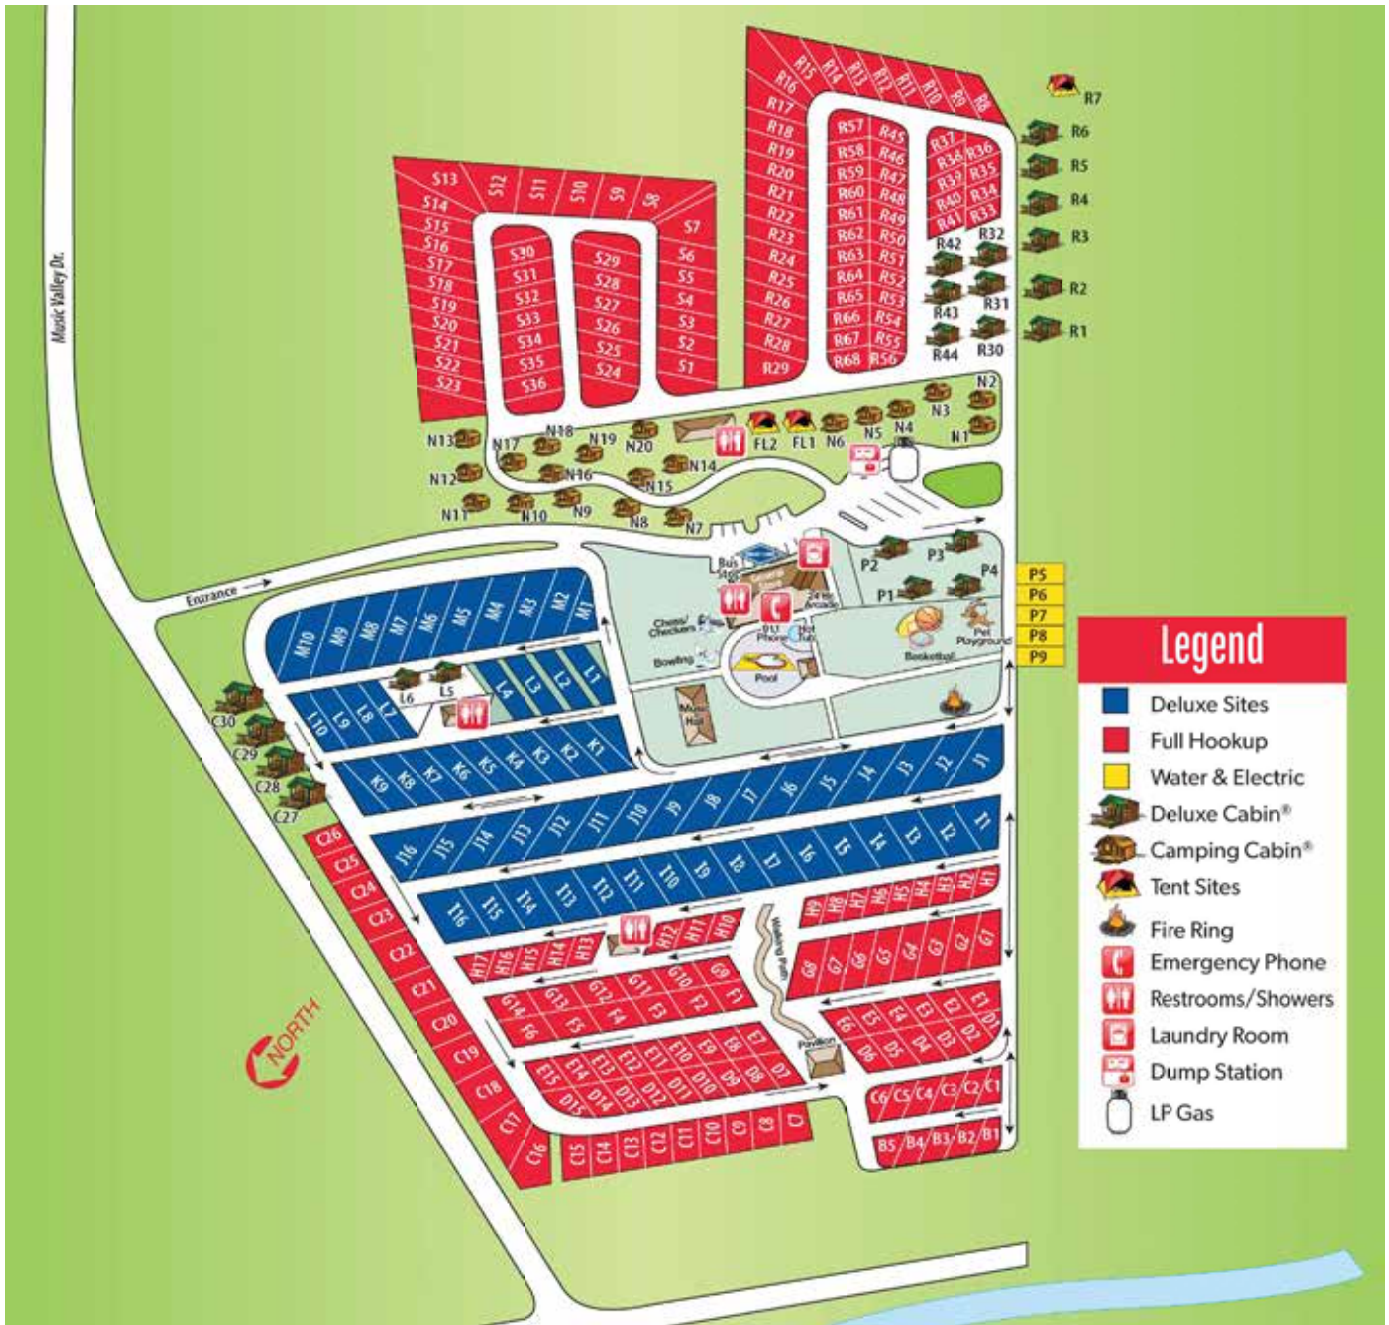 Music Valley Dr.
Entrance
R15
R14
R13
R12
R11
R10
R9
R8
R16
R17
R18
R19
R20
R21
R22
R23
R24
R25
R26
R27
R28
R29
R57
R58
R59
R60
R61
R62
R63
R64
R65
R66
R67
R68
R45
R46
R47
R48
R49
R50
R51
R52
R53
R54
R55
R56
R37
R38
R39
R40
R41
R36
R35
R34
R33
R42
R32
R43
R31
R44
R30
R7
R6
R5
R4
R3
R2
R1
S13
S12
S11
S10
S9
S8
S7
S14
S15
S16
S17
S18
S19
S20
S21
S22
S23
S30
S31
S32
S33
S34
S35
S36
S29
S28
S27
S26
S25
S24
S6
S5
S4
S3
S2
S1
N2
N3
N1
N4
N5
N6
FL1
FL2
N20
N19
N18
N17
N13
N12
N11
N10
N16
N9
N15
N8
N14
N7
Bus Stop
24 Hr. Arcade
911 Phone
Hot Tub
Pool
Chess/
Checkers
Bowling
Music Hall
Basketball
Pet
Playground
P2
P3
P1
P4
P5
P6
P7
P8
P9
M10
M9
M8
M7
M6
M5
M4
M3
M2
M1
L10
L9
L8
L7
L6
L5
L4
L3
L2
L1
K9
K8
K7
K6
K5
K4
K3
K2
K1
J16
J15
J14
J13
J12
J11
J10
J9
J8
J7
J6
J5
J4
J3
J2
J1
I16
I15
I14
I13
I12
I11
I10
I9
I8
I7
I6
I5
I4
I3
I2
I1
H17
H16
H15
H14
H13
H12
H11
H10
H9
H8
H7
H6
H5
H4
H3
H2
H1
Walking Path
G14
G13
G12
G11
G10
G9
G8
G7
G6
G5
G4
G3
G2
G1
F6
F5
F4
F3
F2
F1
E15
E14
E13
E12
E11
E10
E9
E8
E7
E6
E5
E4
E3
E2
E1
D15
D14
D13
D12
D11
D10
D9
D8
D7
D6
D5
D4
D3
D2
D1
Pavilion
C30
C29
C28
C27
C26
C25
C24
C23
C22
C21
C20
C19
C18
C17
C16
C15
C14
C13
C12
C11
C10
C9
C8
C7
C6
C5
C4
C3
C2
C1
B5
B4
B3
B2
B1
NORTH
Legend
Deluxe Sites
Full Hookup
Water & Electric
Deluxe Cabin®
Camping Cabin®
Tent Sites
Fire Ring
Emergency Phone
Restrooms/Showers
Laundry Room
Dump Station
LP Gas